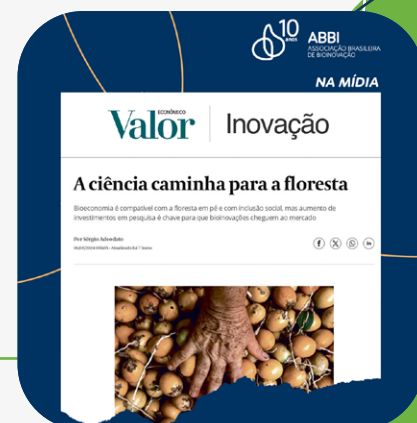 10
anos
ABBI
ASSOCIAÇÃO BRASILEIRA
DE BIOINOVAÇÃO
NA MÍDIA
Valor ECONÔMICO
Inovação
A ciência caminha para a floresta
Bioeconomia é compatível com a floresta em pé e com inclusão social, mas aumento de
investimentos em pesquisa é chave para que bioinovações cheguem ao mercado
Por Sérgio Adeodato